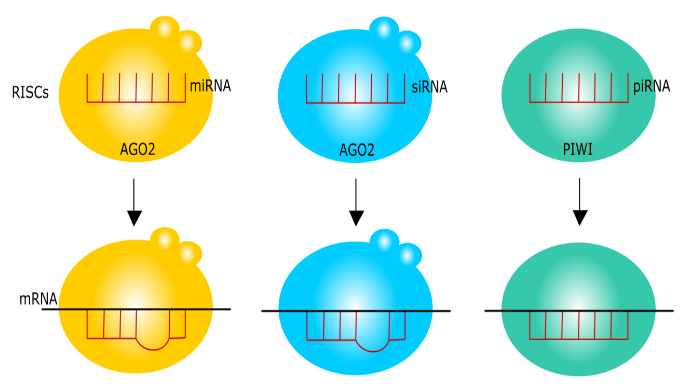 RISCs
miRNA
siRNA
piRNA
AGO2
AGO2
PIWI
mRNA